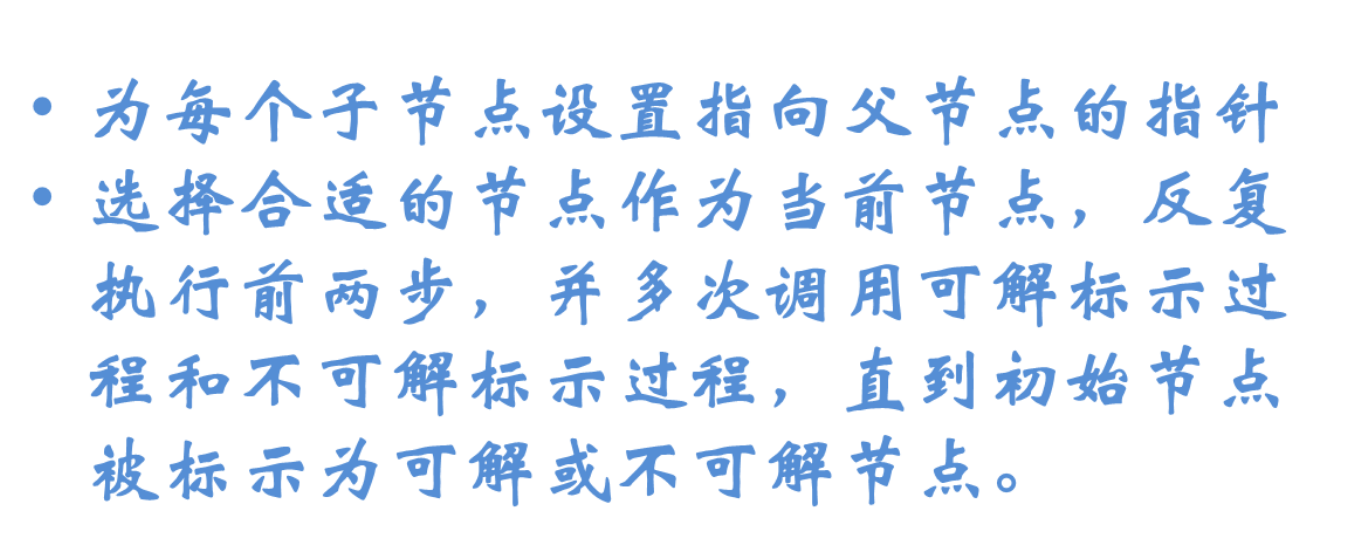 • 为每个子节点设置指向父节点的指针
• 选择合适的节点作为当前节点，反复
执行前两步，并多次调用可解标示过
程和不可解标示过程，直到初始节点
被标示为可解或不可解节点。